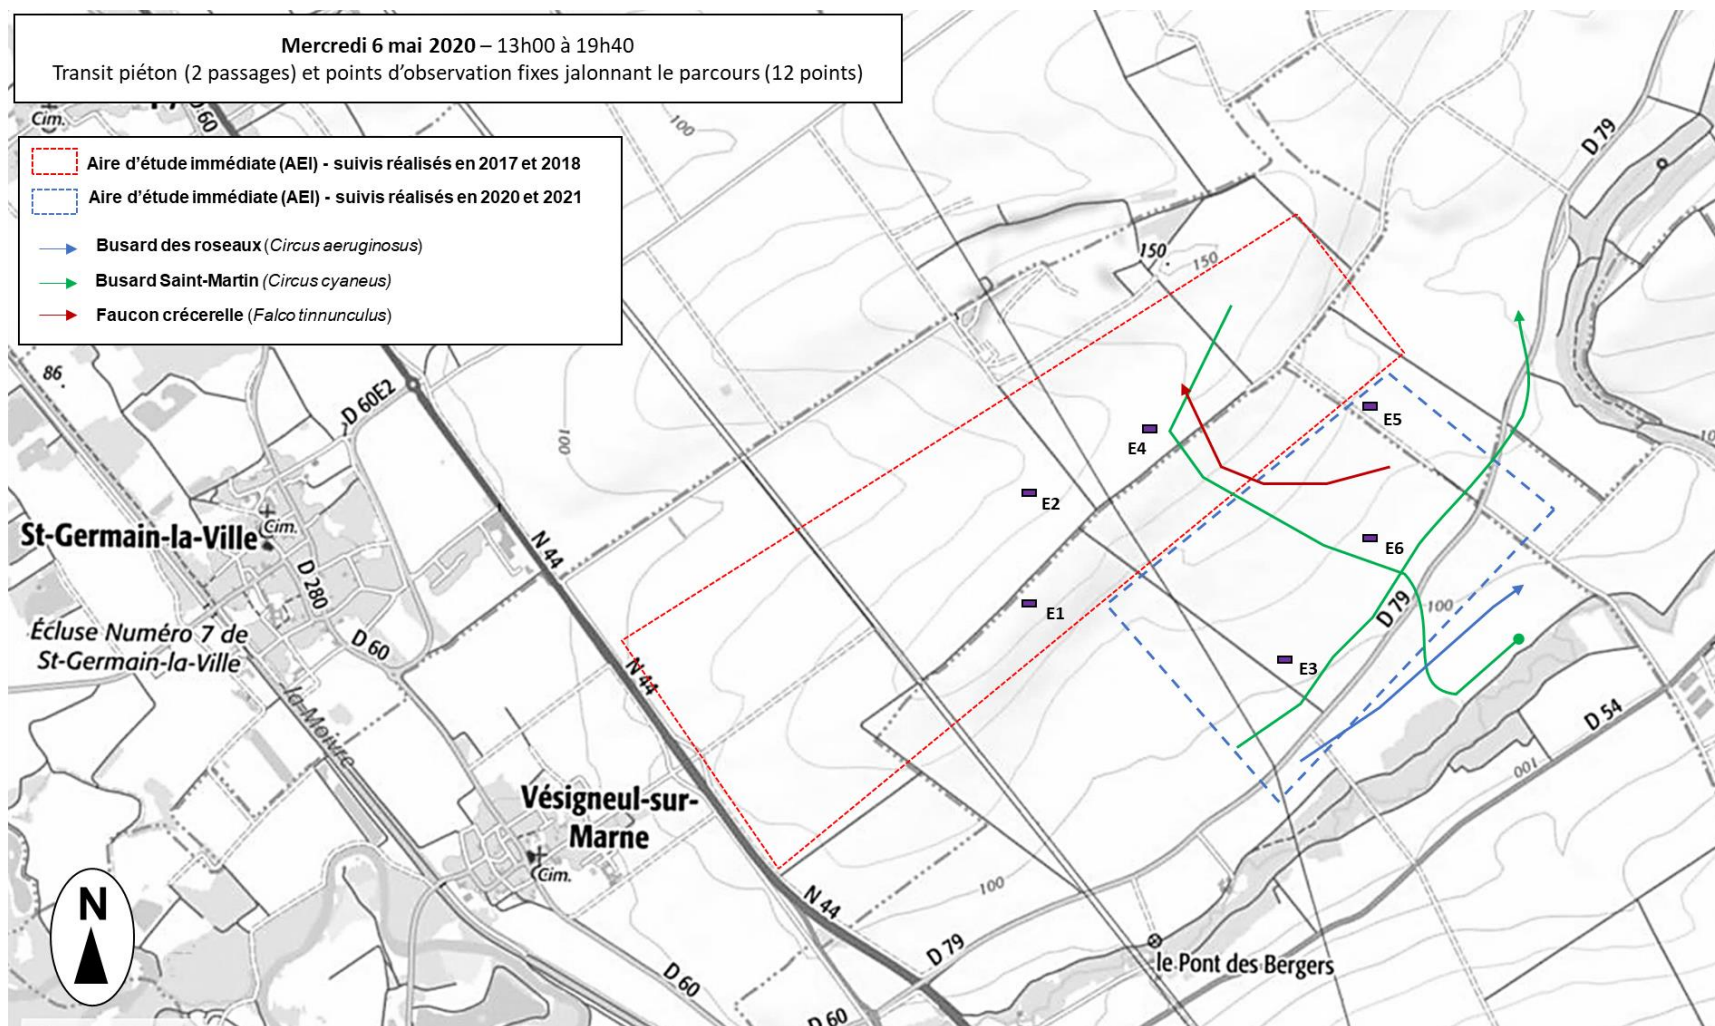 Mercredi 6 mai 2020 – 13h00 à 19h40
Transit piéton (2 passages) et points d'observation fixes jalonnant le parcours (12 points)
Cim.
60
D 79
Aire d'étude immédiate (AEI) - suivis réalisés en 2017 et 2018
Aire d'étude immédiate (AEI) - suivis réalisés en 2020 et 2021
Busard des roseaux (Circus aeruginosus)
Busard Saint-Martin (Circus cyaneus)
Faucon crécerelle (Falco tinnunculus)
100
150
150
86
D 60E2
100
E5
E4
E2
St-Germain-la-Ville
Cim.
N 44
E6
D 280
E1
D 79
100
Écluse Numéro 7 de
St-Germain-la-Ville
D 60
E3
N 44
la Moivre
D 54
100
Vésigneul-sur-
Marne
Cim.
100
N
N 44
D 79
le Pont des Bergers
D 60
D 60